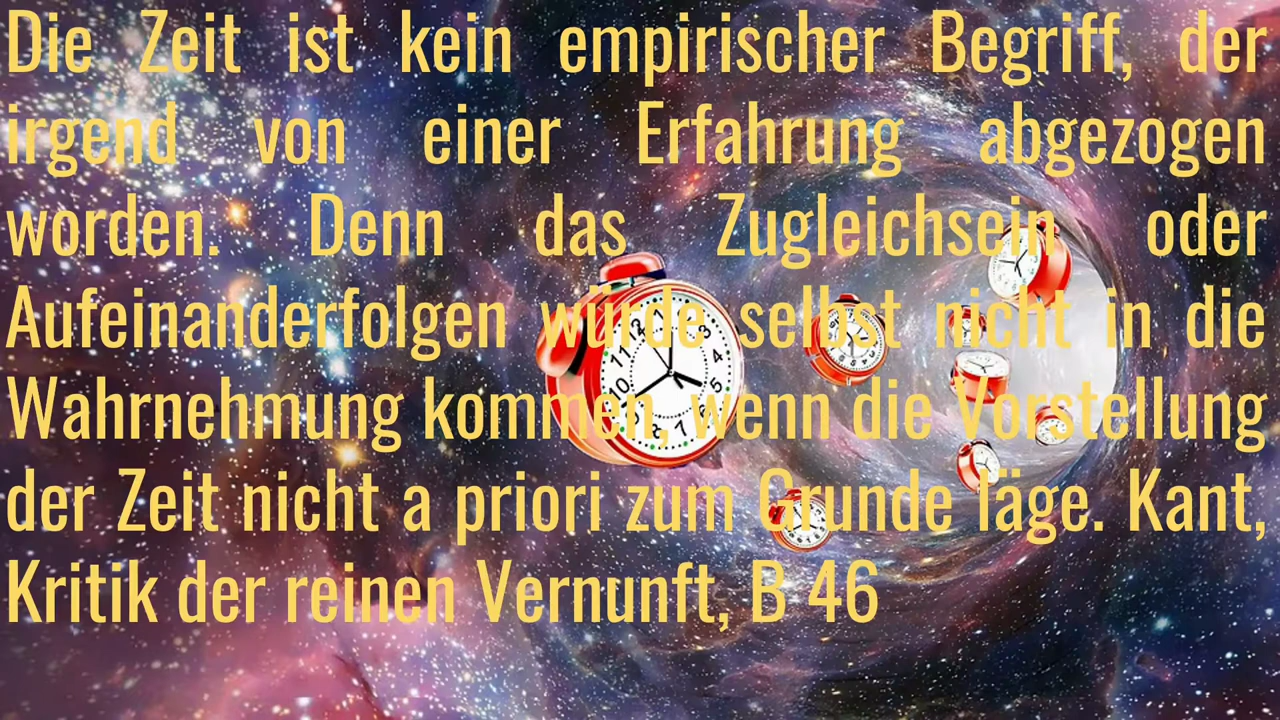 Die Zeit ist kein empirischer Begriff, der
irgend von einer Erfahrung abgezogen
worden. Denn das Zugleichsein oder
Aufeinanderfolgen würde selbst nicht in die
Wahrnehmung kommen, wenn die Vorstellung
der Zeit nicht a priori zum Grunde läge. Kant,
Kritik der reinen Vernunft, B 46